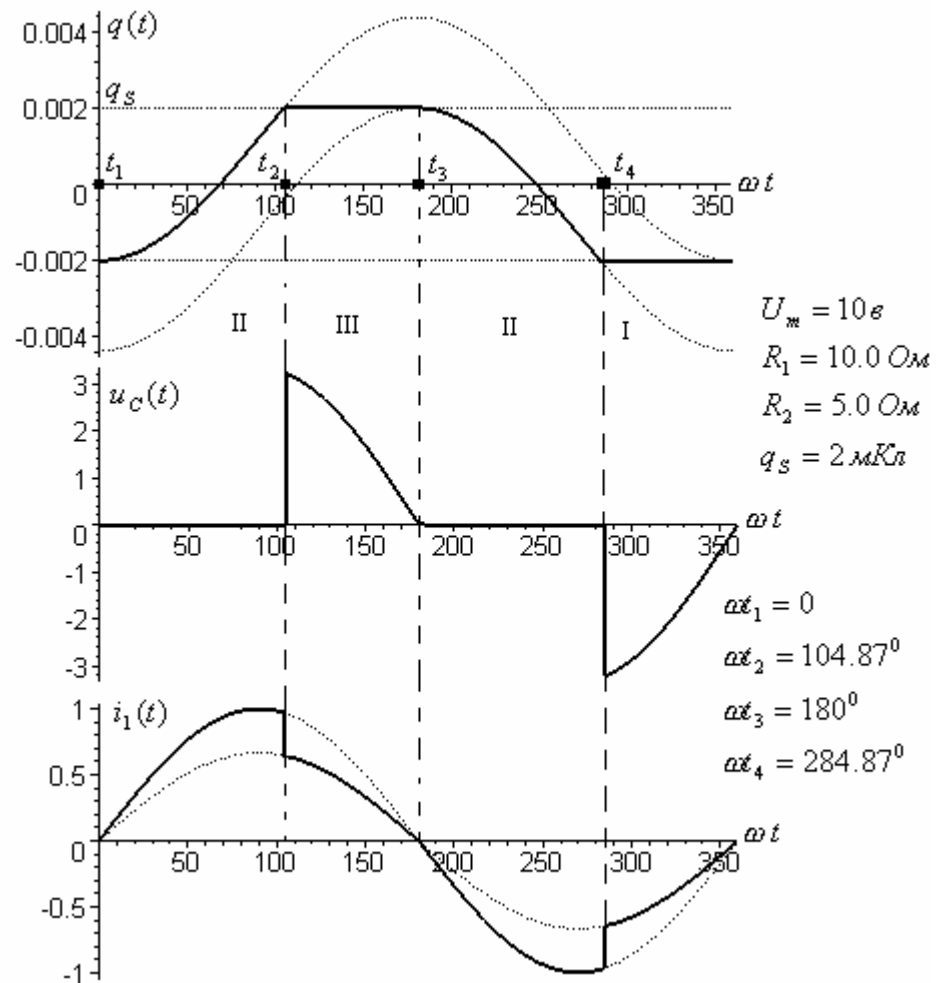 q(t)
0.004
q_S
0.002
t_1 t_2 t_3 t_4
0 50 100 150 200 250 300 350 ω t
-0.002
-0.004
II III II I
U_m = 10 в
R_1 = 10.0 Ом
R_2 = 5.0 Ом
q_S = 2 мКл
u_C(t)
3
2
1
0 50 100 150 200 250 300 350 ω t
-1
-2
-3
ωt_1 = 0
ωt_2 = 104.87^0
ωt_3 = 180^0
ωt_4 = 284.87^0
i_1(t)
1
0.5
0 50 100 150 200 250 300 350 ω t
-0.5
-1